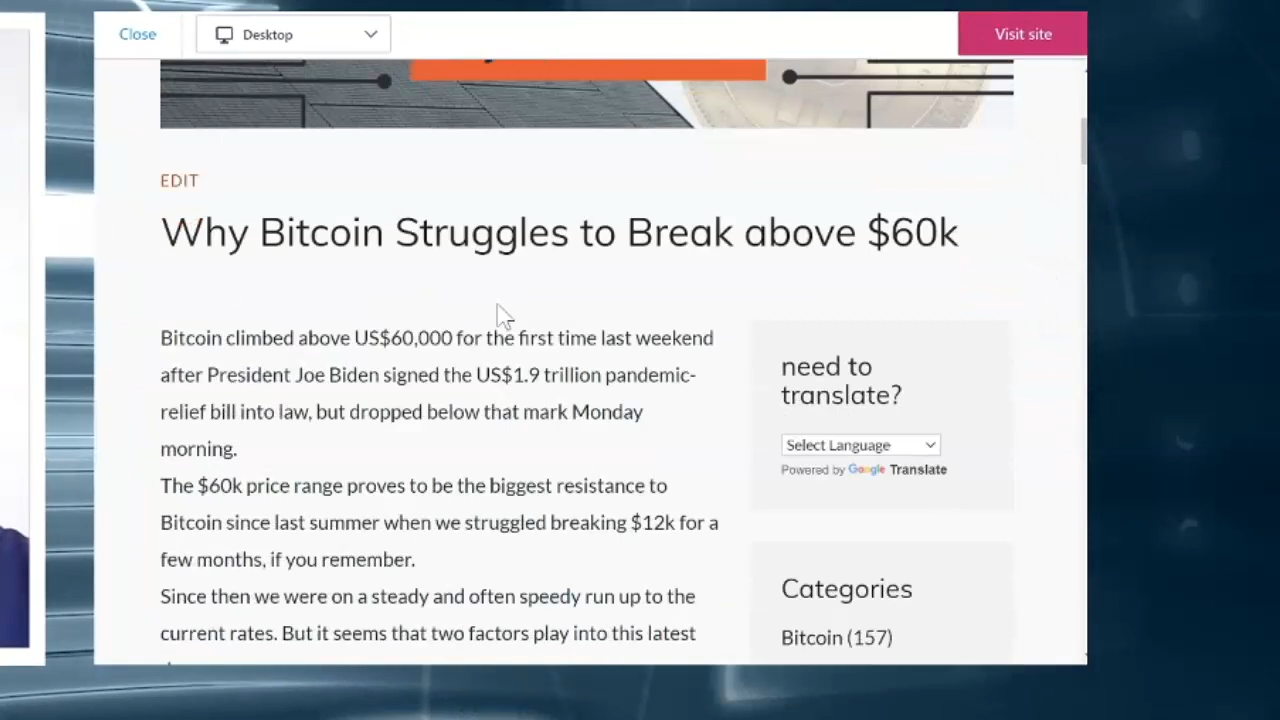 Close
Desktop
Visit site
EDIT
Why Bitcoin Struggles to Break above $60k
Bitcoin climbed above US$60,000 for the first time last weekend
after President Joe Biden signed the US$1.9 trillion pandemic-
relief bill into law, but dropped below that mark Monday
morning.
The $60k price range proves to be the biggest resistance to
Bitcoin since last summer when we struggled breaking $12k for a
few months, if you remember.
Since then we were on a steady and often speedy run up to the
current rates. But it seems that two factors play into this latest
need to
translate?
Select Language
Powered by Google Translate
Categories
Bitcoin (157)